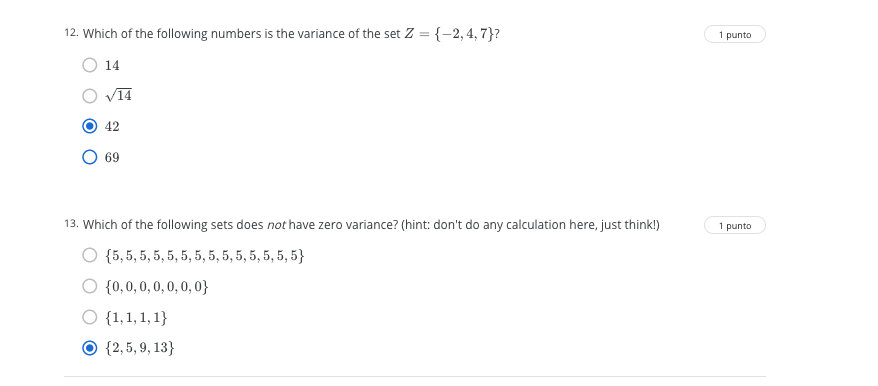 12. Which of the following numbers is the variance of the set Z = {−2, 4, 7}?
1 punto
14
√14
42
69
13. Which of the following sets does not have zero variance? (hint: don't do any calculation here, just think!)
1 punto
{5, 5, 5, 5, 5, 5, 5, 5, 5, 5, 5, 5, 5, 5}
{0, 0, 0, 0, 0, 0, 0}
{1, 1, 1, 1}
{2, 5, 9, 13}